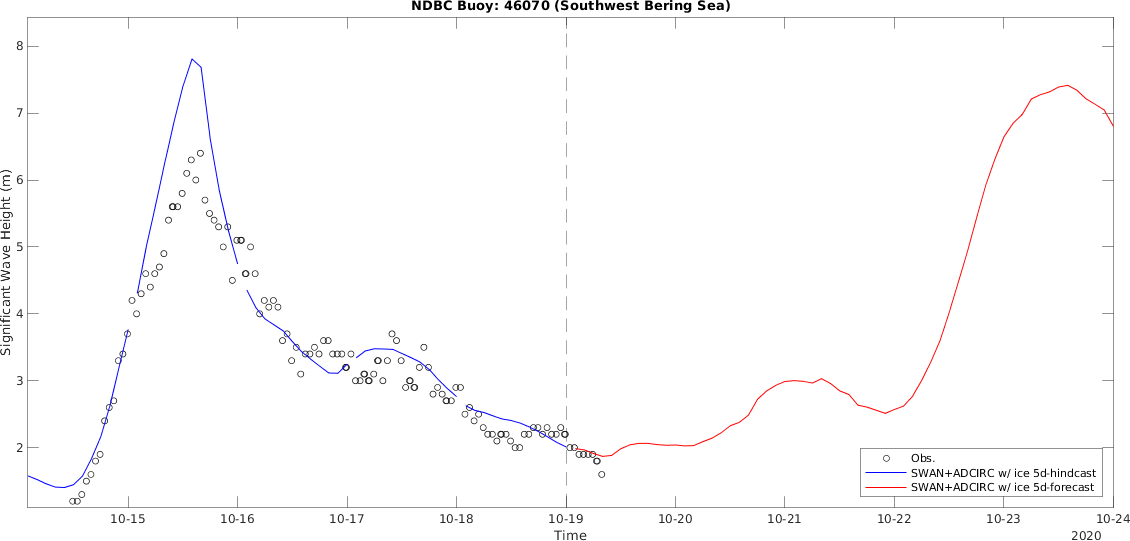 NDBC Buoy: 46070 (Southwest Bering Sea)
Significant Wave Height (m)
8
7
6
5
4
3
2
Obs.
SWAN+ADCIRC w/ ice 5d-hindcast
SWAN+ADCIRC w/ ice 5d-forecast
10-15 10-16 10-17 10-18 10-19 10-20 10-21 10-22 10-23 10-24
Time
2020